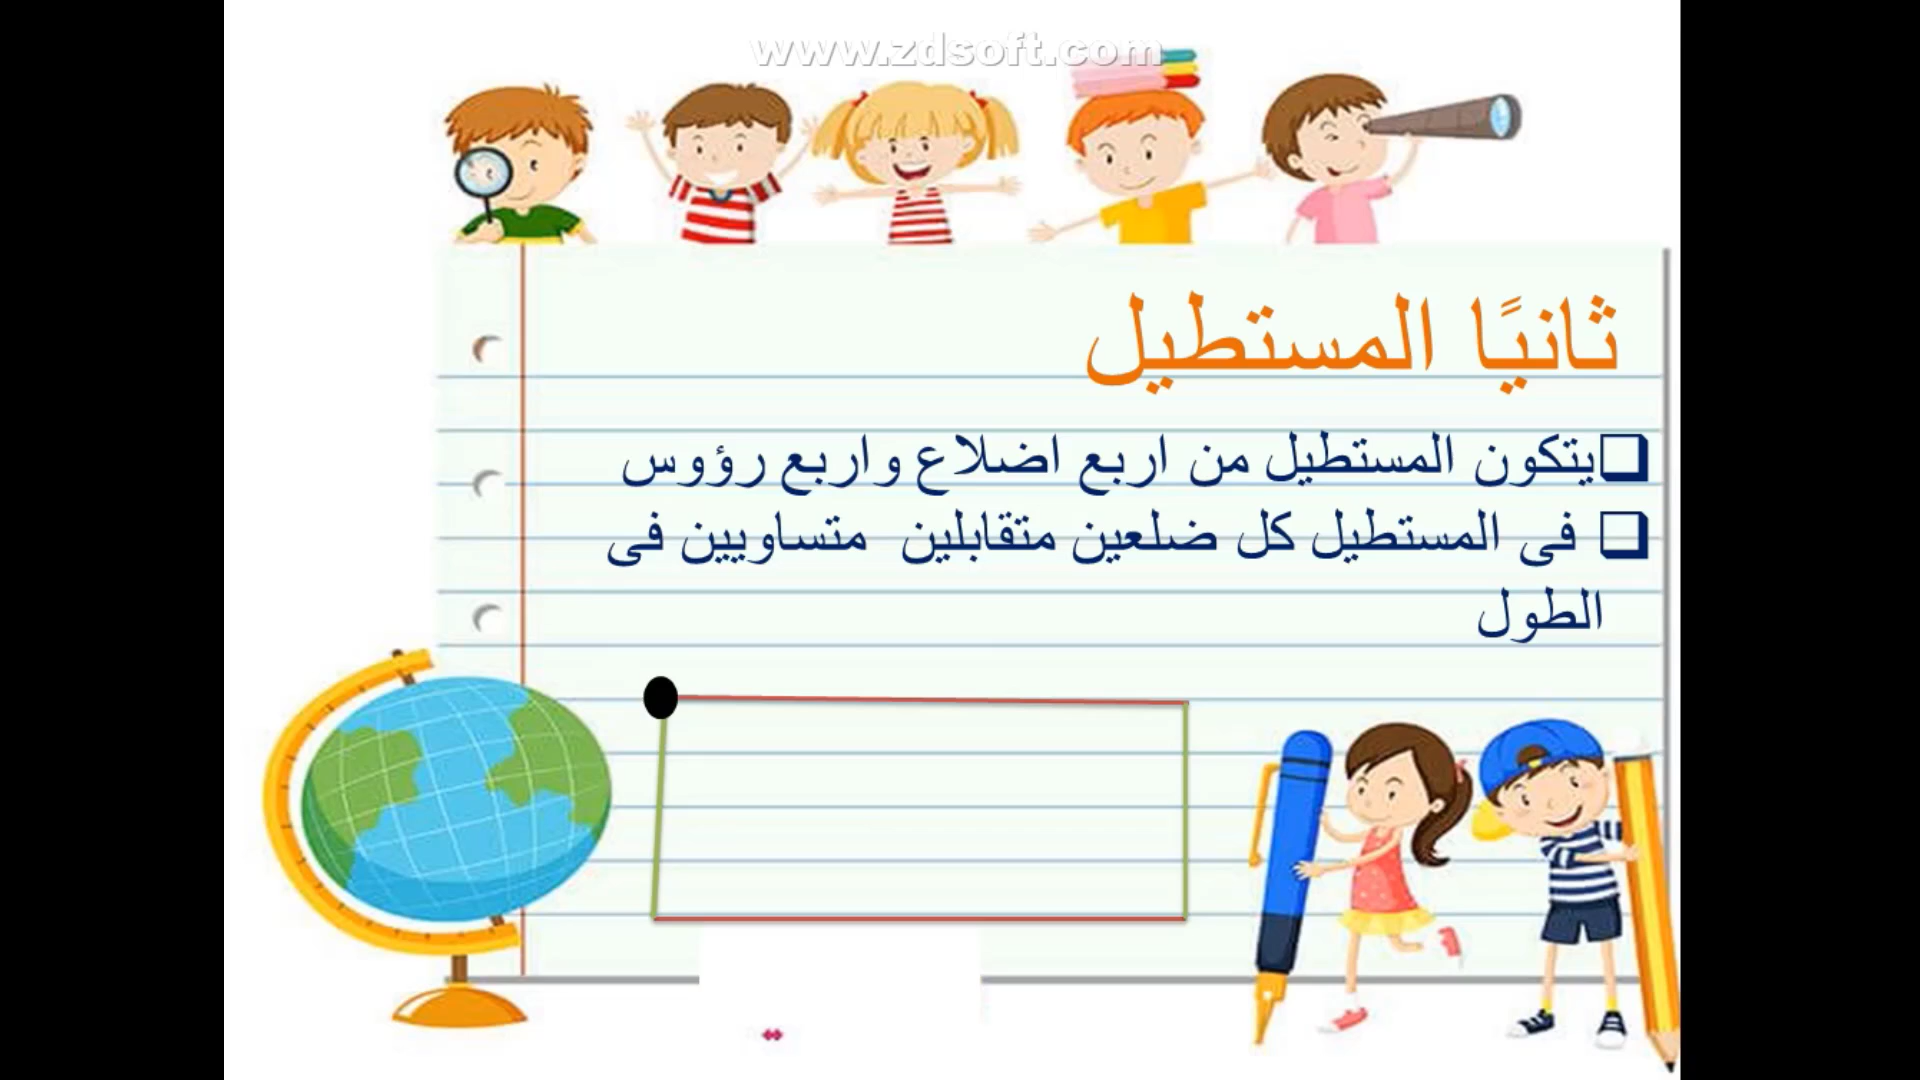 www.zdsoft.com
ثانيًا المستطيل
يتكون المستطيل من اربع اضلاع واربع رؤوس
فى المستطيل كل ضلعين متقابلين متساويين فى
الطول